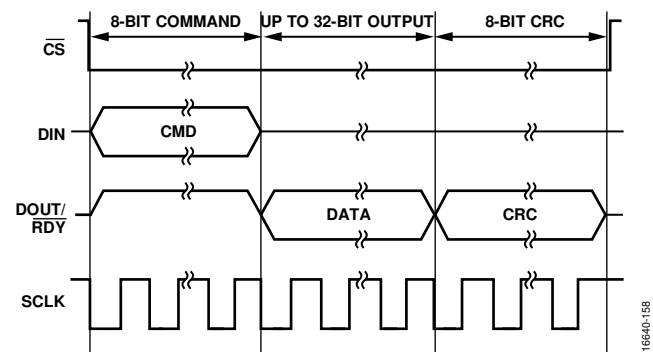 8-BIT COMMAND UP TO 32-BIT OUTPUT 8-BIT CRC
CS
DIN CMD
DOUT/
RDY DATA CRC
SCLK
16640-158